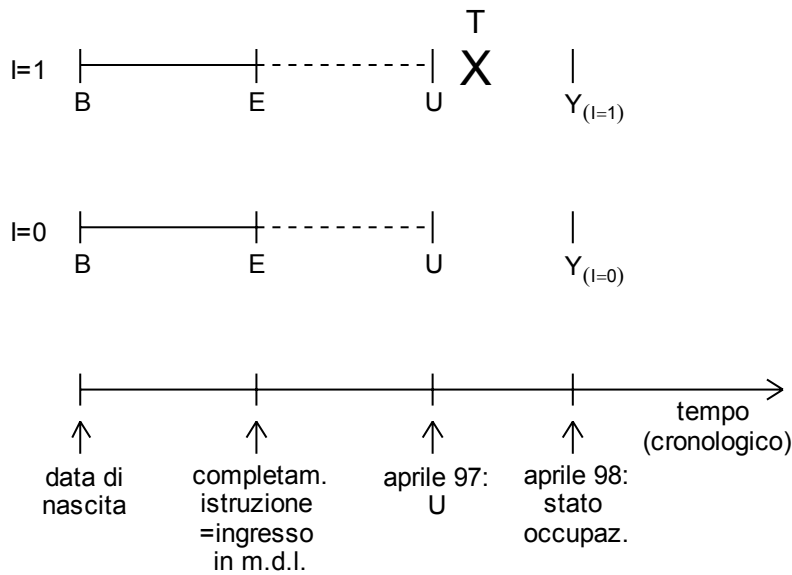 T
I=1
X
B E U Y(I=1)
I=0
B E U Y(I=0)
tempo
(cronologico)
data di
nascita
completam.
istruzione
=ingresso
in m.d.l.
aprile 97:
U
aprile 98:
stato
occupaz.